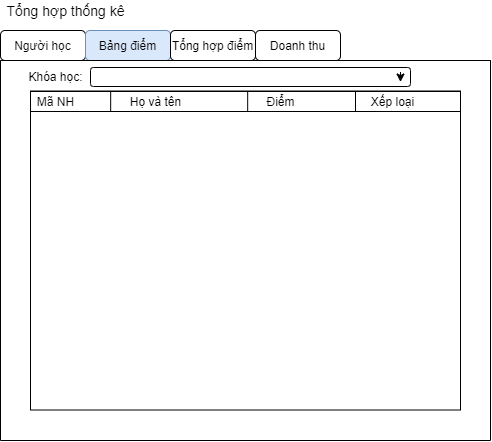 Tổng hợp thống kê
Người học Bảng điểm Tổng hợp điểm Doanh thu
Khóa học:
Mã NH Họ và tên Điểm Xếp loại